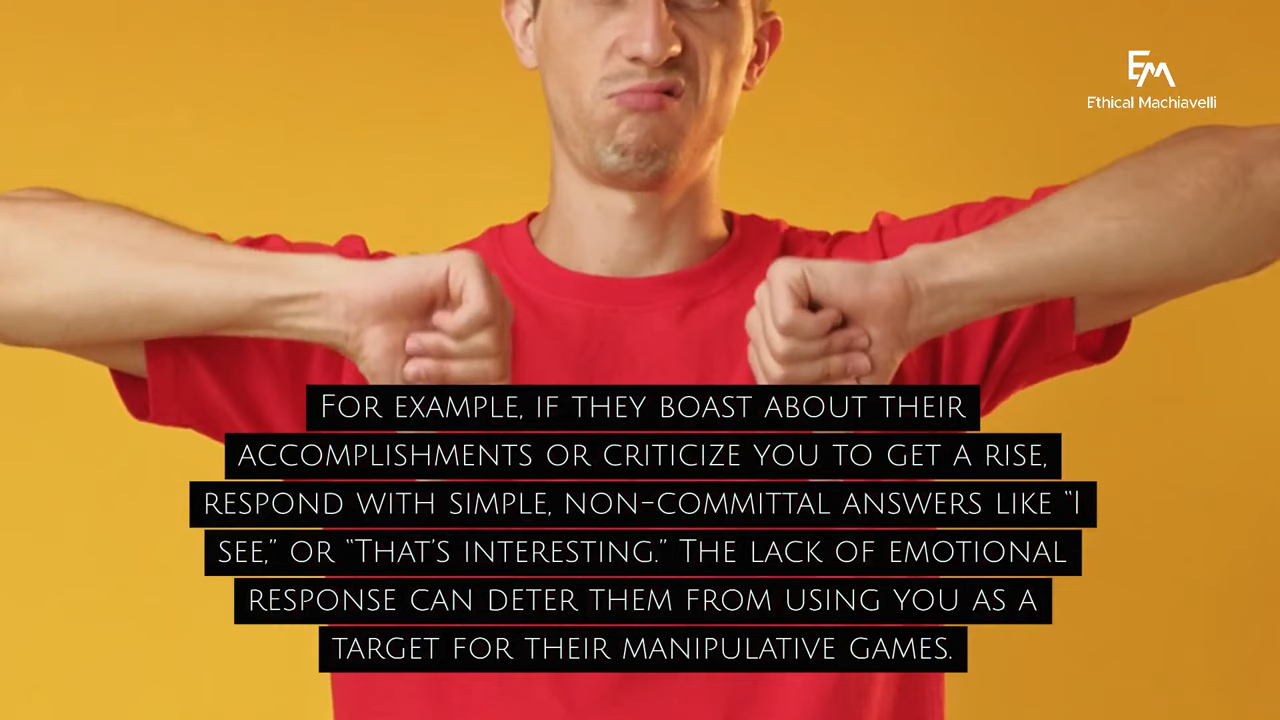 EM
Ethical Machiavelli
For example, if they boast about their
accomplishments or criticize you to get a rise,
respond with simple, non-committal answers like “I
see,” or “That’s interesting.” The lack of emotional
response can deter them from using you as a
target for their manipulative games.